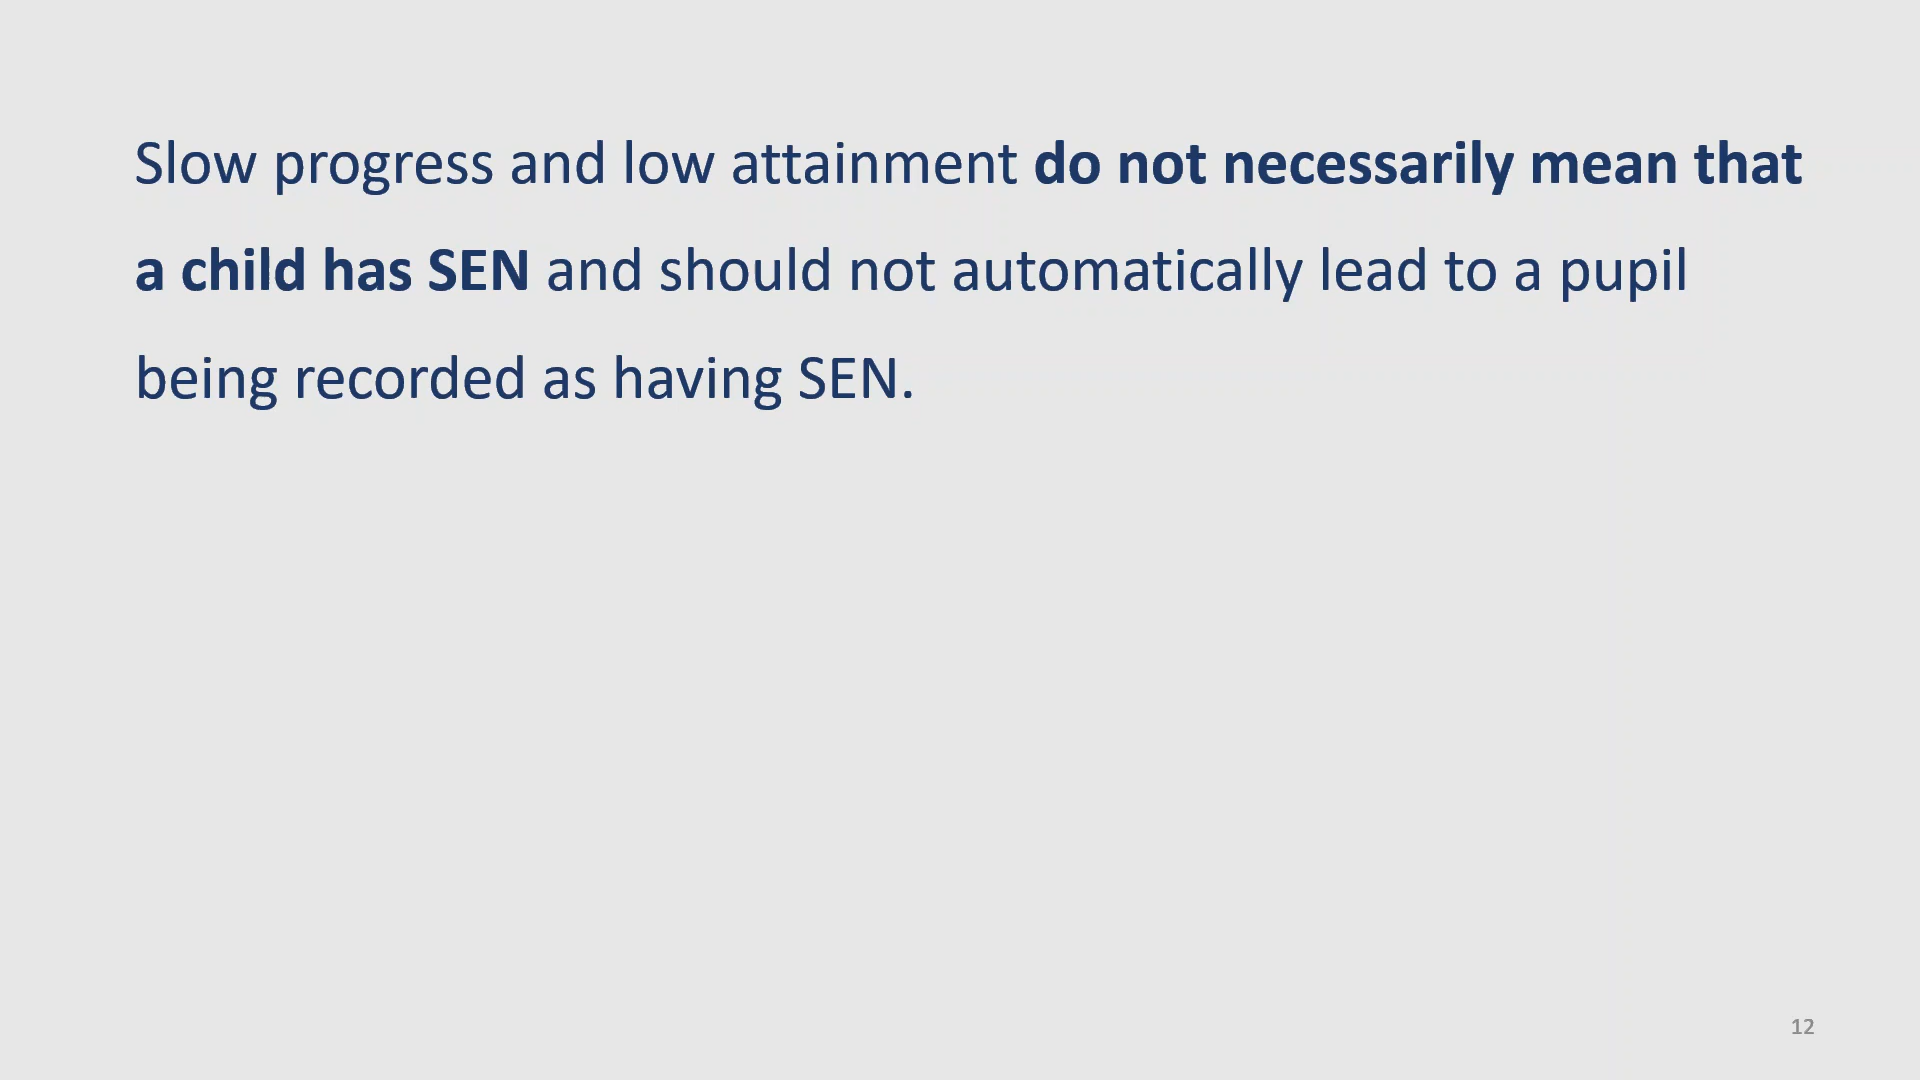 Slow progress and low attainment do not necessarily mean that
a child has SEN and should not automatically lead to a pupil
being recorded as having SEN.
12